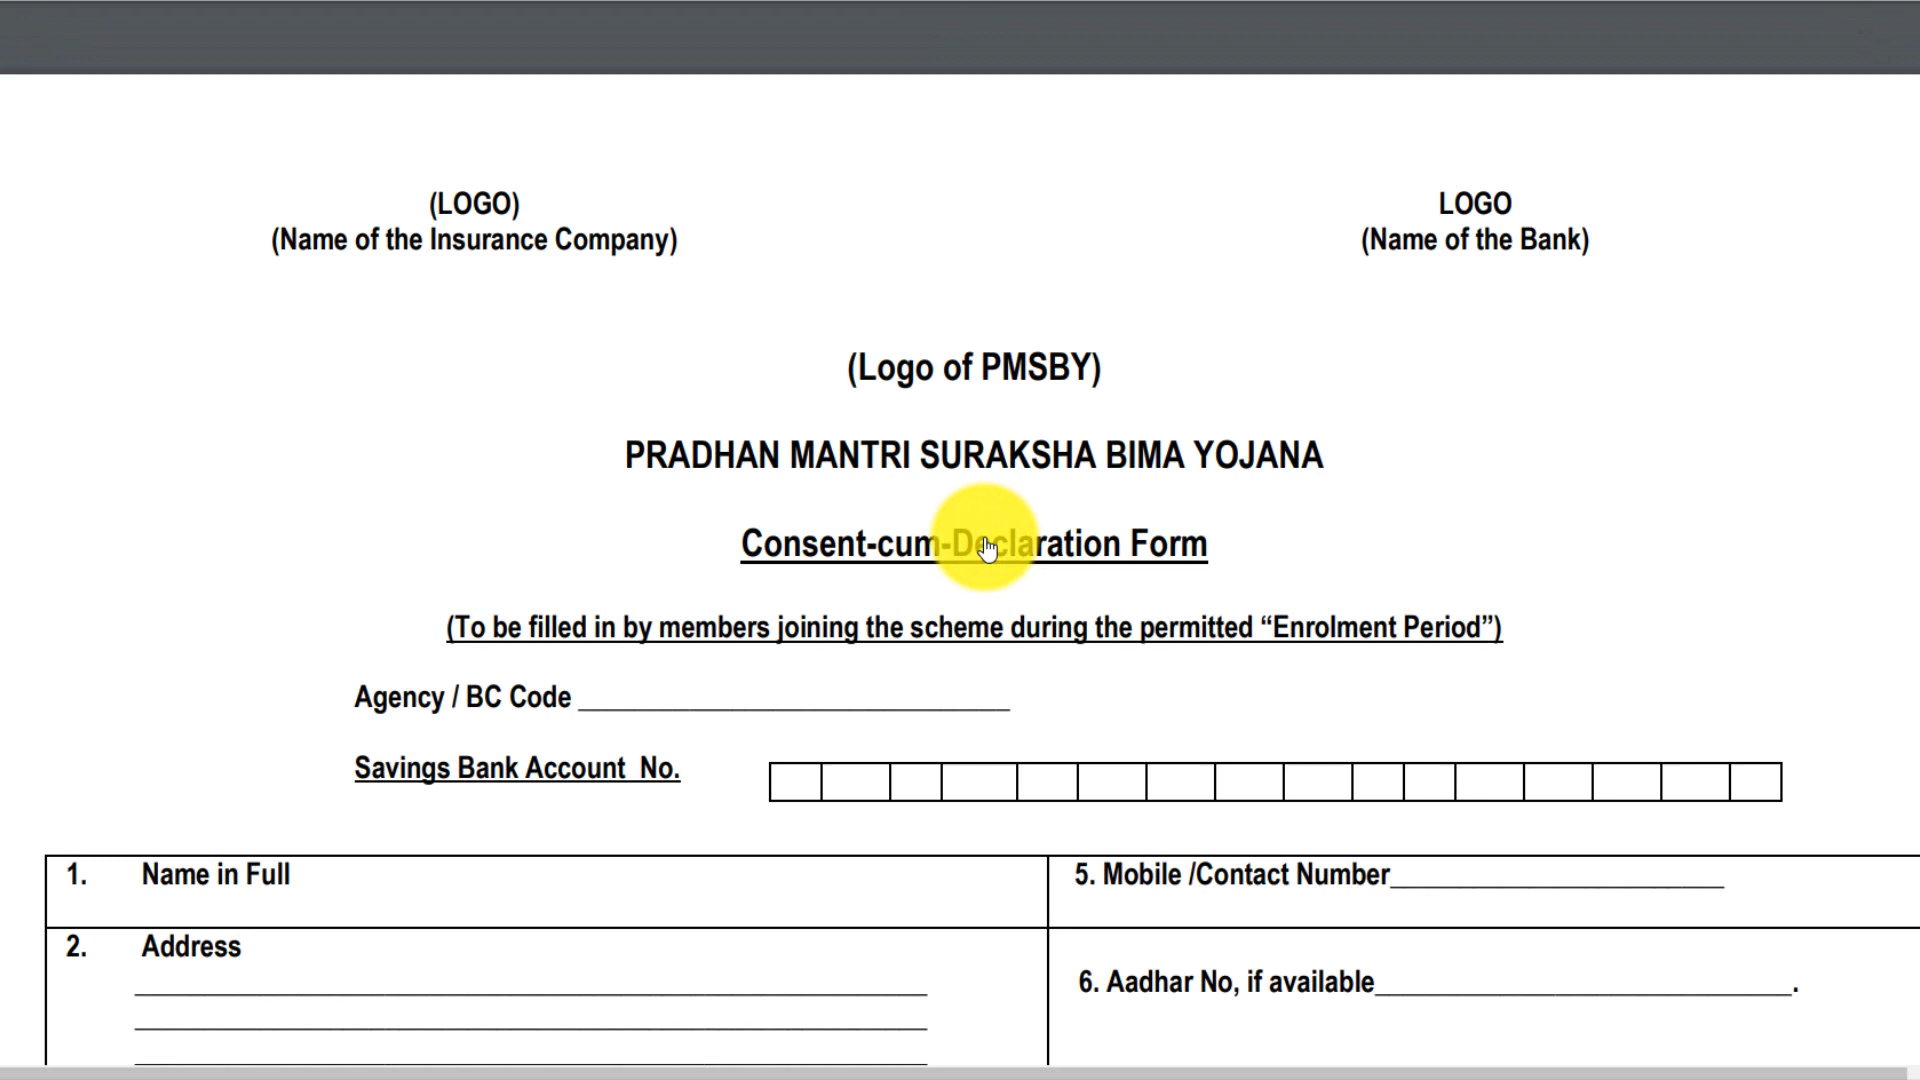 (LOGO)
(Name of the Insurance Company)
LOGO
(Name of the Bank)
(Logo of PMSBY)
PRADHAN MANTRI SURAKSHA BIMA YOJANA
Consent-cum-Declaration Form
(To be filled in by members joining the scheme during the permitted “Enrolment Period”)
Agency / BC Code
Savings Bank Account No.
1. Name in Full
5. Mobile /Contact Number
2. Address
6. Aadhar No, if available.